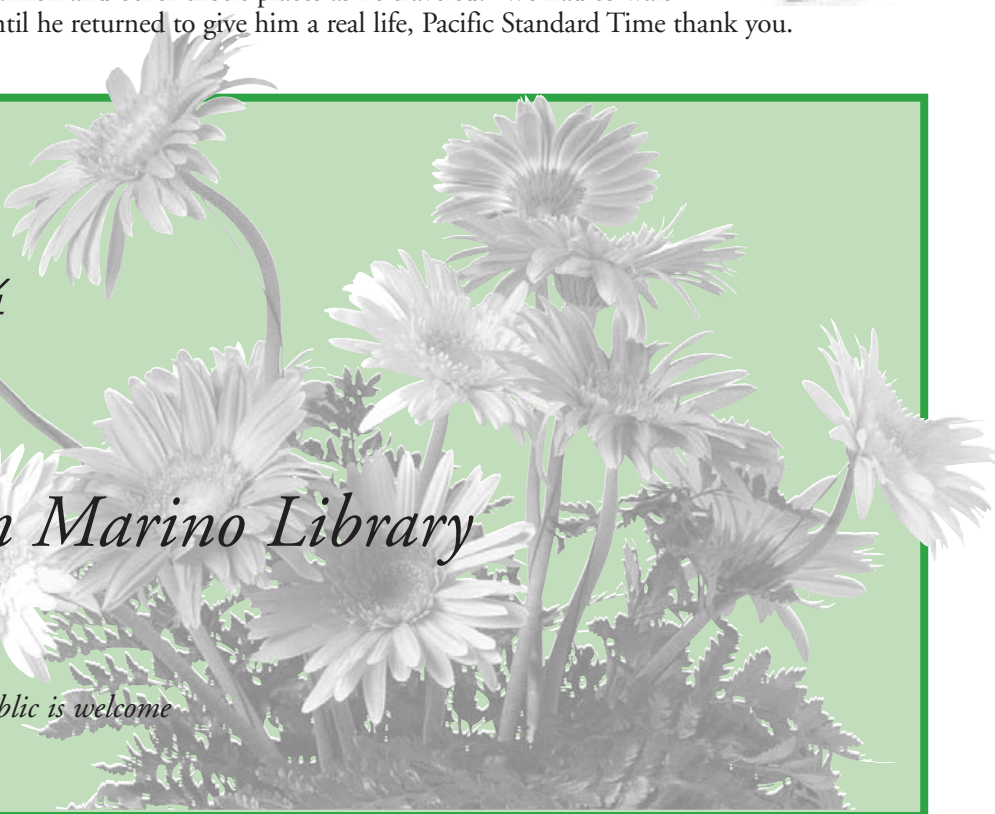 ntil he returned to give him a real life, Pacific Standard Time thank you.
Marino Library
blic is welcome